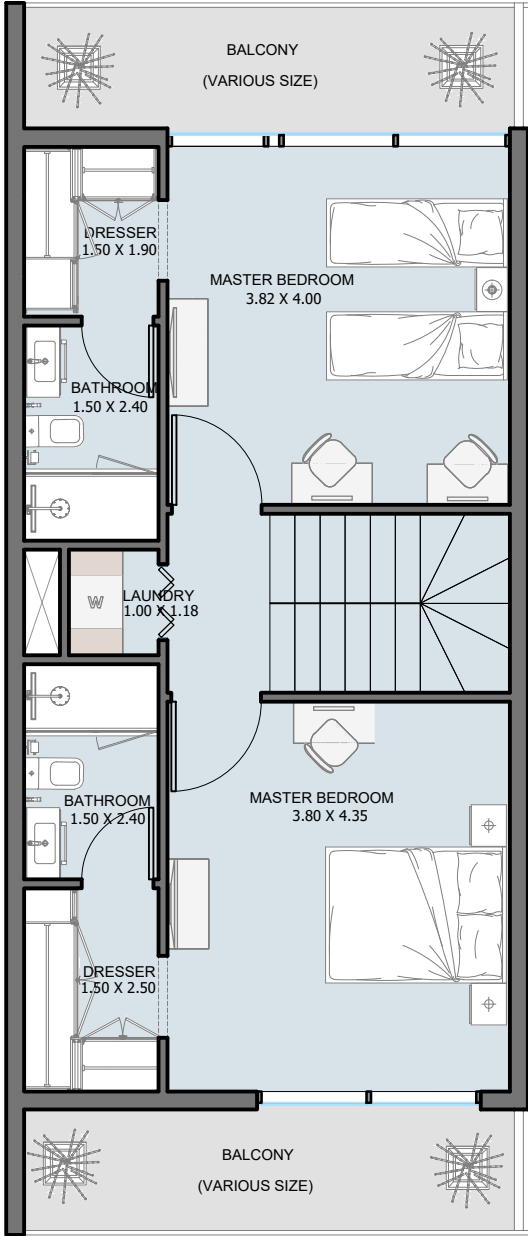 BALCONY
(VARIOUS SIZE)
DRESSER
1.50 X 1.90
MASTER BEDROOM
3.82 X 4.00
BATHROOM
1.50 X 2.40
W
LAUNDRY
1.00 X 1.18
BATHROOM
1.50 X 2.40
MASTER BEDROOM
3.80 X 4.35
DRESSER
1.50 X 2.50
BALCONY
(VARIOUS SIZE)